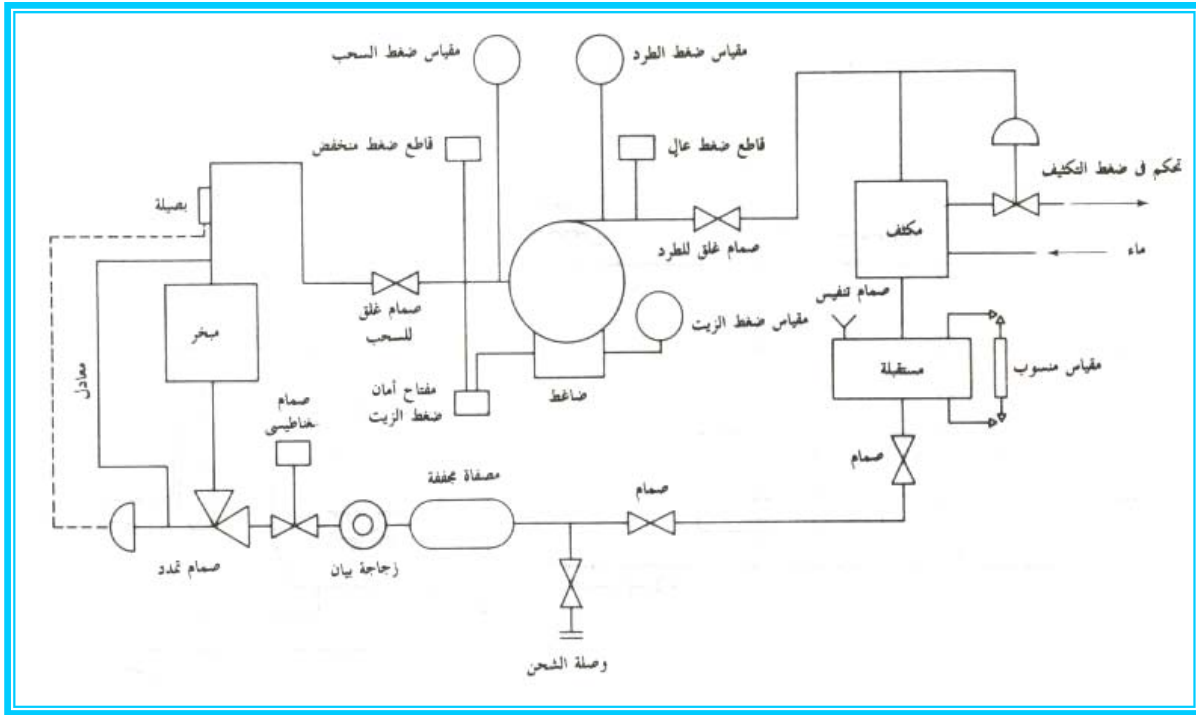 مقياس ضغط السحب
مقياس ضغط الطرد
قاطع ضغط منخفض
قاطع ضغط عال
تحكم فى ضغط التكثيف
بصيلة
مكثف
صمام غلق للطرد
ماء
صمام غلق
للسحب
صمام تنفيس
مقياس ضغط الزيت
مبخر
معادل
مستقبلة
مقياس منسوب
مفتاح أمان
ضغط الزيت
ضاغط
صمام
غناطيسى
مصفاة مجففة
صمام
صمام
صمام تمدد
زجاجة بيان
وصلة الشحن